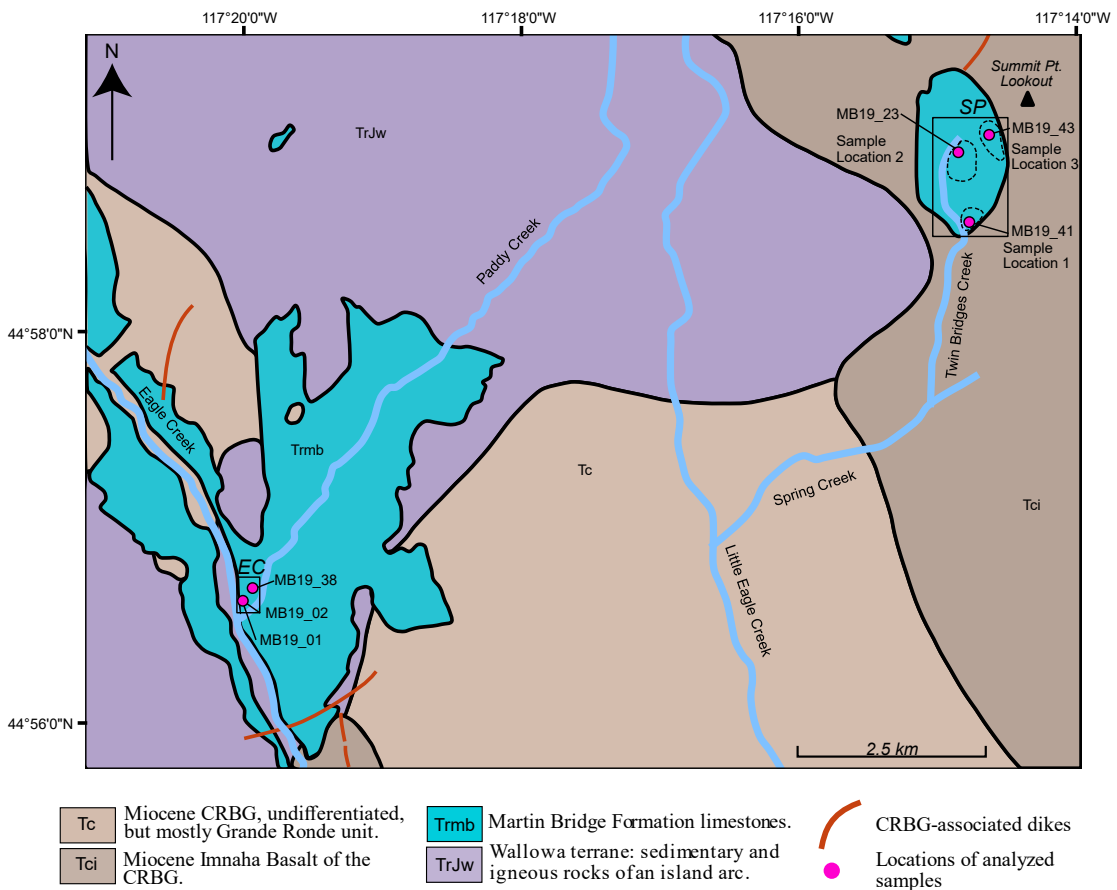 117°20'0"W
117°18'0"W
117°16'0"W
117°14'0"W
N
Summit Pt.
Lookout
SP
MB19_23
MB19_43
Sample
Location 2
Sample
Location 3
TrJw
MB19_41
Sample
Location 1
Paddy Creek
Twin Bridges Creek
44°58'0"N
Eagle Creek
Trmb
Tc
Spring Creek
Tci
EC
MB19_38
MB19_02
MB19_01
Little Eagle Creek
44°56'0"N
2.5 km
Tc
Miocene CRBG, undifferentiated,
but mostly Grande Ronde unit.
Tci
Miocene Imnaha Basalt of the
CRBG.
Trmb
Martin Bridge Formation limestones.
TrJw
Wallowa terrane: sedimentary and
igneous rocks of an island arc.
CRBG-associated dikes
Locations of analyzed
samples